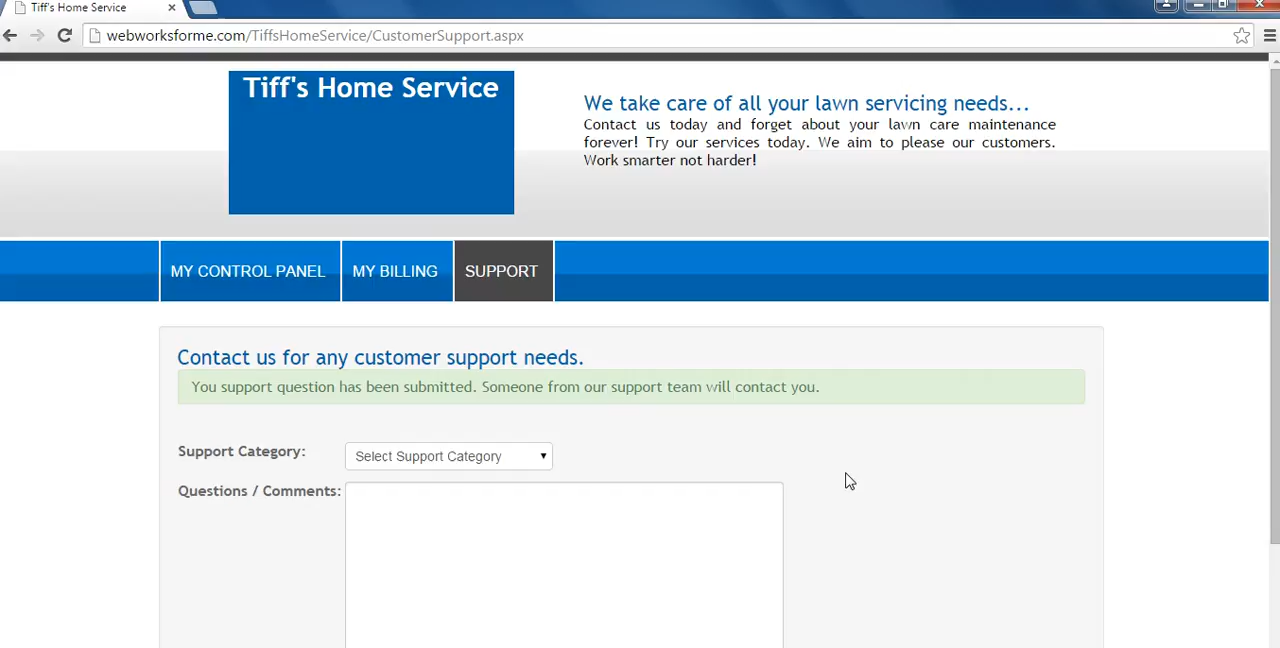 Tiff's Home Service
webworksforme.com/TiffsHomeService/CustomerSupport.aspx
Tiff's Home Service
We take care of all your lawn servicing needs...
Contact us today and forget about your lawn care maintenance
forever! Try our services today. We aim to please our customers.
Work smarter not harder!
MY CONTROL PANEL
MY BILLING
SUPPORT
Contact us for any customer support needs.
You support question has been submitted. Someone from our support team will contact you.
Support Category:
Select Support Category
Questions / Comments: